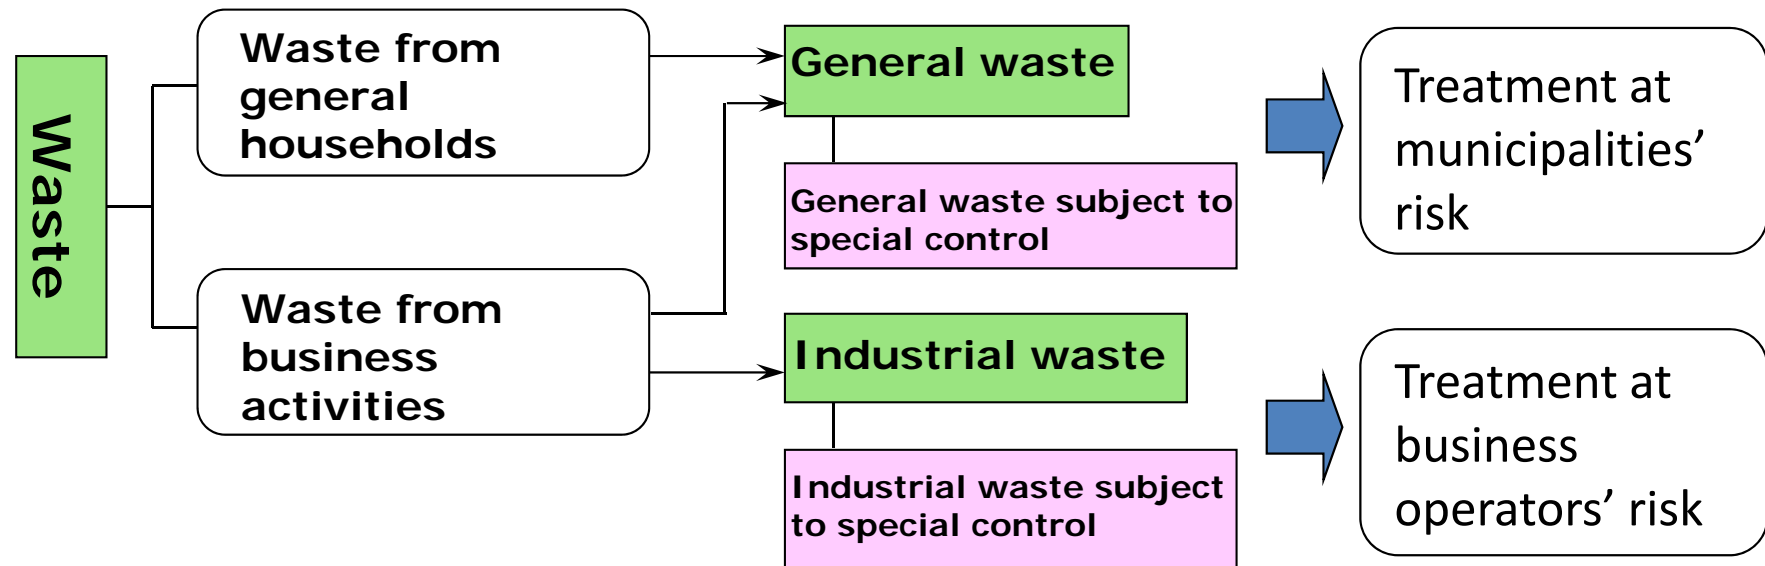 Waste
Waste from
general
households
Waste from
business
activities
General waste
General waste subject to
special control
Industrial waste
Industrial waste subject
to special control
Treatment at
municipalities’
risk
Treatment at
business
operators’ risk